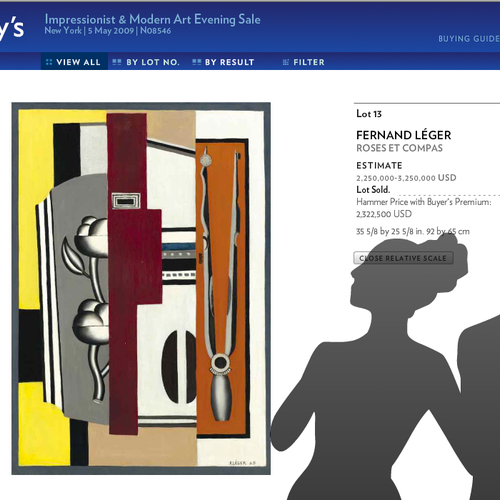 y's
Impressionist & Modern Art Evening Sale
New York | 5 May 2009 | N08546
BUYING GUIDE
VIEW ALL
BY LOT NO.
BY RESULT
FILTER
Lot 13
FERNAND LÉGER
ROSES ET COMPAS
ESTIMATE
2,250,000-3,250,000 USD
Lot Sold.
Hammer Price with Buyer's Premium:
2,322,500 USD
35 5/8 by 25 5/8 in. 92 by 65 cm
CLOSE RELATIVE SCALE